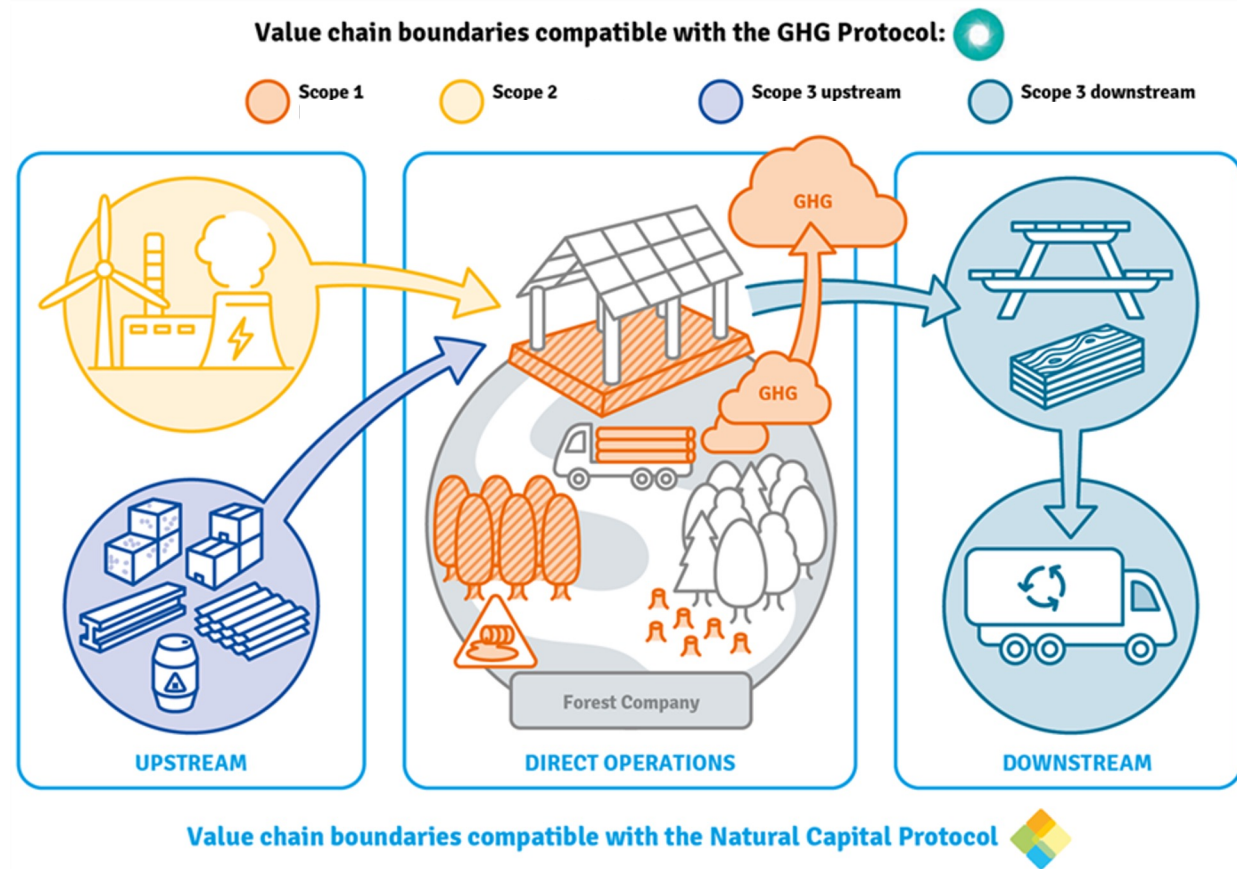 Value chain boundaries compatible with the GHG Protocol:
Scope 1
Scope 2
Scope 3 upstream
Scope 3 downstream
GHG
GHG
Forest Company
UPSTREAM
DIRECT OPERATIONS
DOWNSTREAM
Value chain boundaries compatible with the Natural Capital Protocol